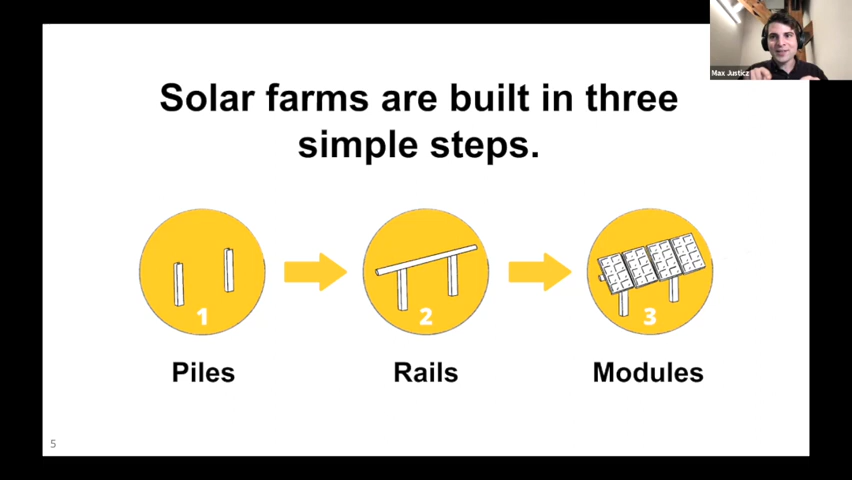 Max Justicz
Solar farms are built in three
simple steps.
1
2
3
Piles
Rails
Modules
5